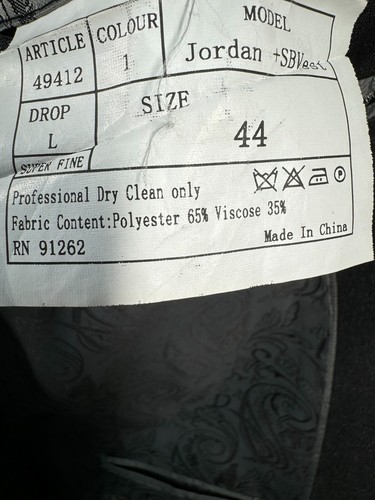 ARTICLE COLOUR MODEL
49412 1 Jordan +SBVest
DROP SIZE
L 44
SUPER FINE
Professional Dry Clean only
Fabric Content:Polyester 65% Viscose 35%
RN 91262 Made In China